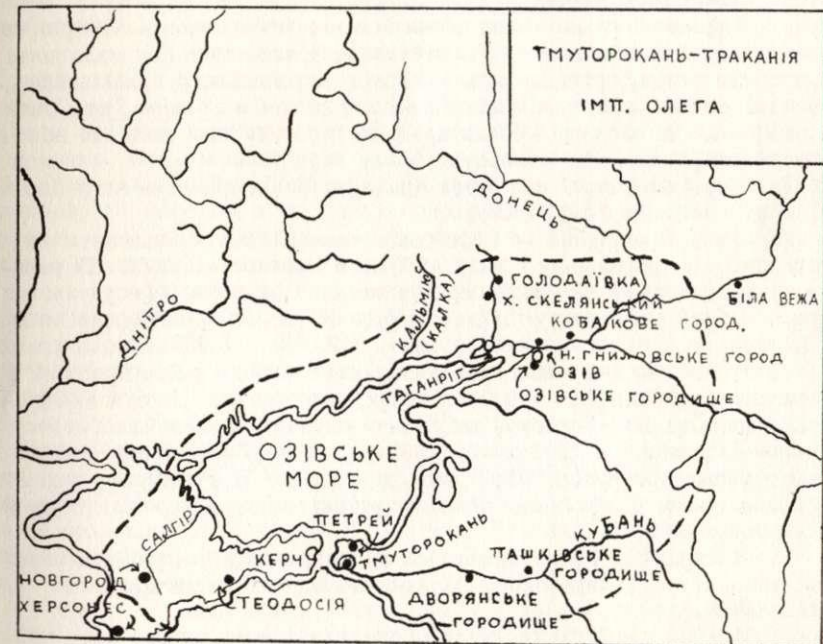 ТМУТОРОКАНЬ-ТРАКАНІЯ
ІМП. ОЛЕГА
ДОНЕЦЬ
КАЛЬМІЮС
(КАЛКА)
ГОЛОДАЇВКА
Х. СКЕЛЯНСЬКИЙ
БІЛА ВЕЖА
КОБЯКОВЕ ГОРОД.
ДНІПРО
Н. ГНИЛОВСЬКЕ ГОРОД
ОЗІВ
ТАГАНРІГ
ОЗІВСЬКЕ ГОРОДИЩЕ
ОЗІВСЬКЕ
МОРЕ
ПЕТРЕЙ
САЛГІР
КЕРЧ
ТМУТОРОКАНЬ
КУБАНЬ
ПАШКІВСЬКЕ
ГОРОДИЩЕ
НОВГОРОД
ХЕРСОНЕС
ТЕОДОСІЯ
ДВОРЯНСЬКЕ
ГОРОДИЩЕ